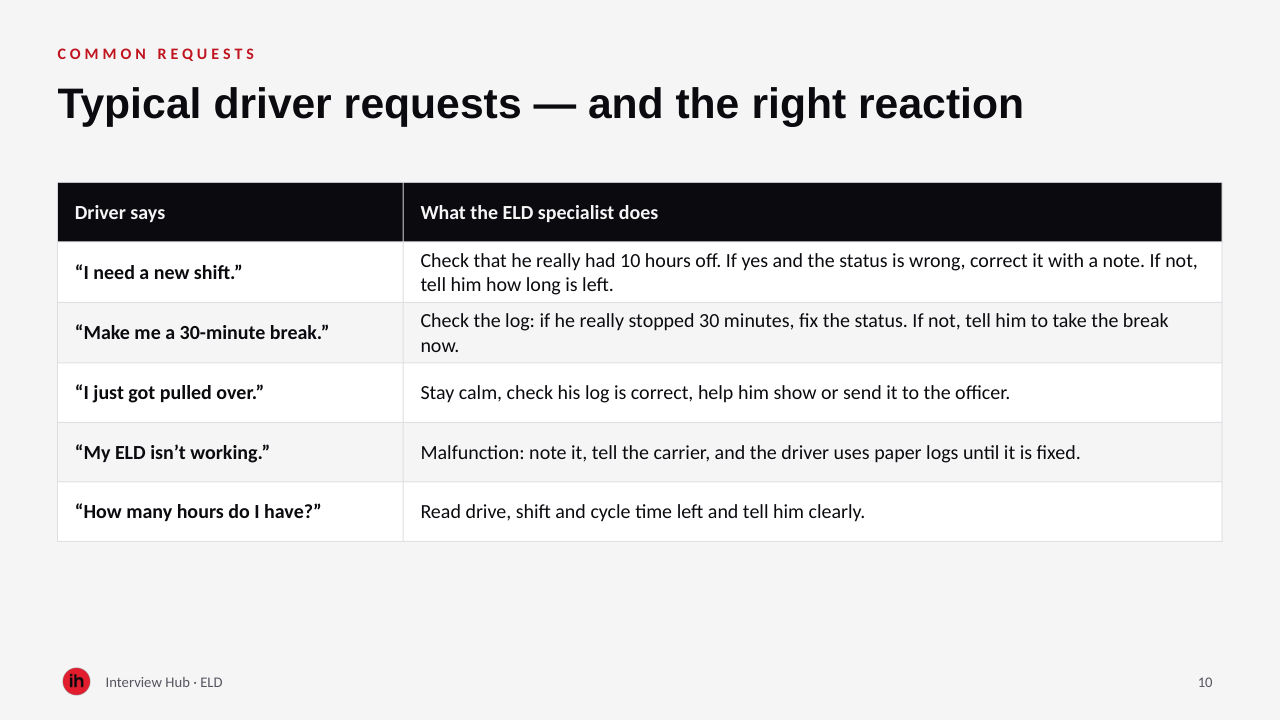 COMMON REQUESTS
Typical driver requests — and the right reaction
Driver says
What the ELD specialist does
“I need a new shift.”
Check that he really had 10 hours off. If yes and the status is wrong, correct it with a note. If not,
tell him how long is left.
“Make me a 30-minute break.”
Check the log: if he really stopped 30 minutes, fix the status. If not, tell him to take the break
now.
“I just got pulled over.”
Stay calm, check his log is correct, help him show or send it to the officer.
“My ELD isn’t working.”
Malfunction: note it, tell the carrier, and the driver uses paper logs until it is fixed.
“How many hours do I have?”
Read drive, shift and cycle time left and tell him clearly.
ih
Interview Hub · ELD
10